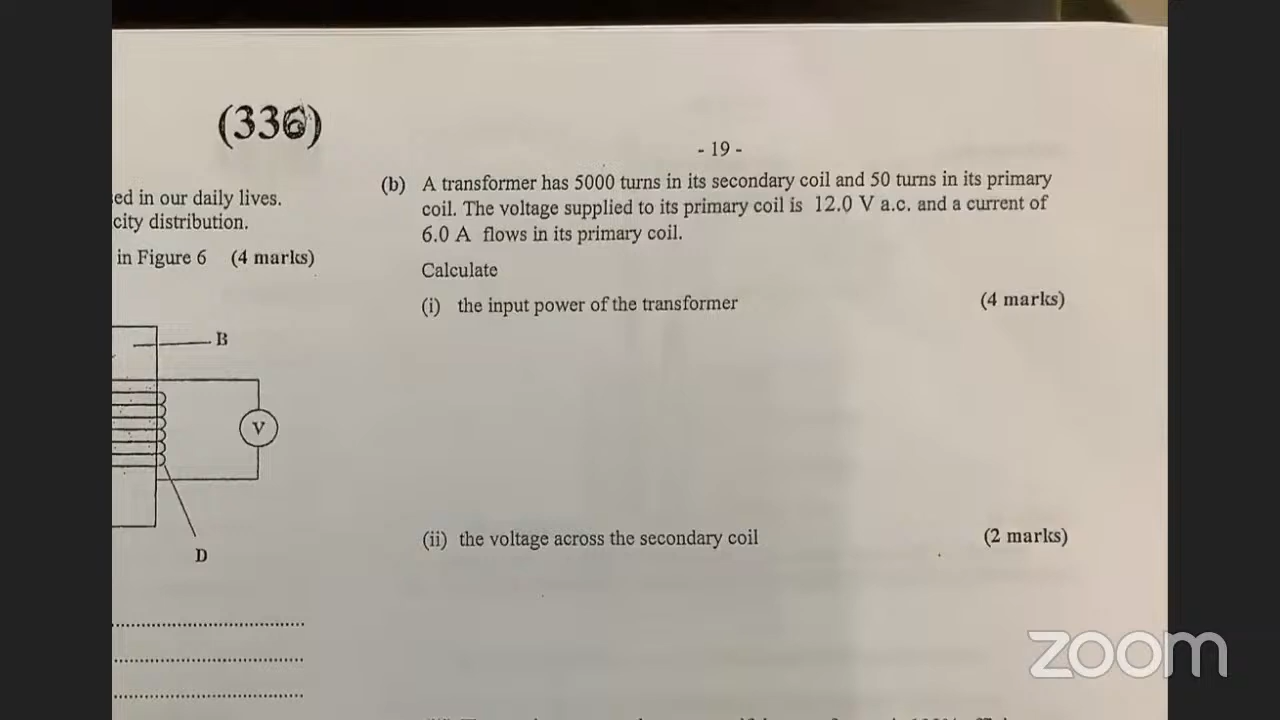 (336)
- 19 -
ed in our daily lives.
city distribution.
in Figure 6 (4 marks)
B
V
D
(b) A transformer has 5000 turns in its secondary coil and 50 turns in its primary
coil. The voltage supplied to its primary coil is 12.0 V a.c. and a current of
6.0 A flows in its primary coil.
Calculate
(i) the input power of the transformer (4 marks)
(ii) the voltage across the secondary coil (2 marks)
zoom